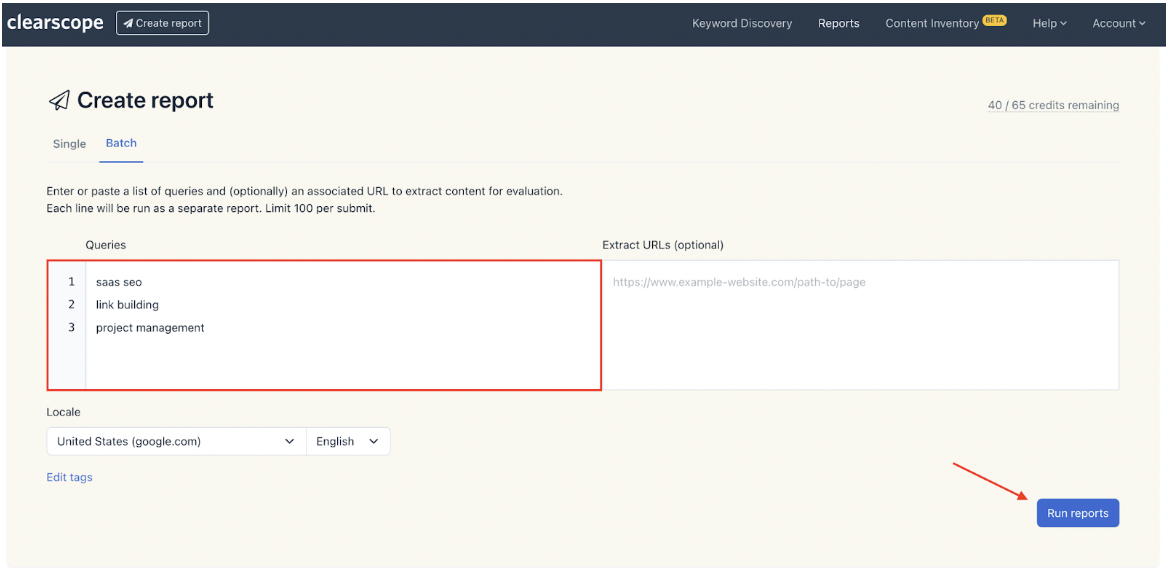 clearscope Create report Keyword Discovery Reports Content Inventory BETA Help Account
Create report
40 / 65 credits remaining
Single Batch
Enter or paste a list of queries and (optionally) an associated URL to extract content for evaluation.
Each line will be run as a separate report. Limit 100 per submit.
Queries Extract URLs (optional)
1 saas seo https://www.example-website.com/path-to/page
2 link building
3 project management
Locale
United States (google.com) English
Edit tags
Run reports